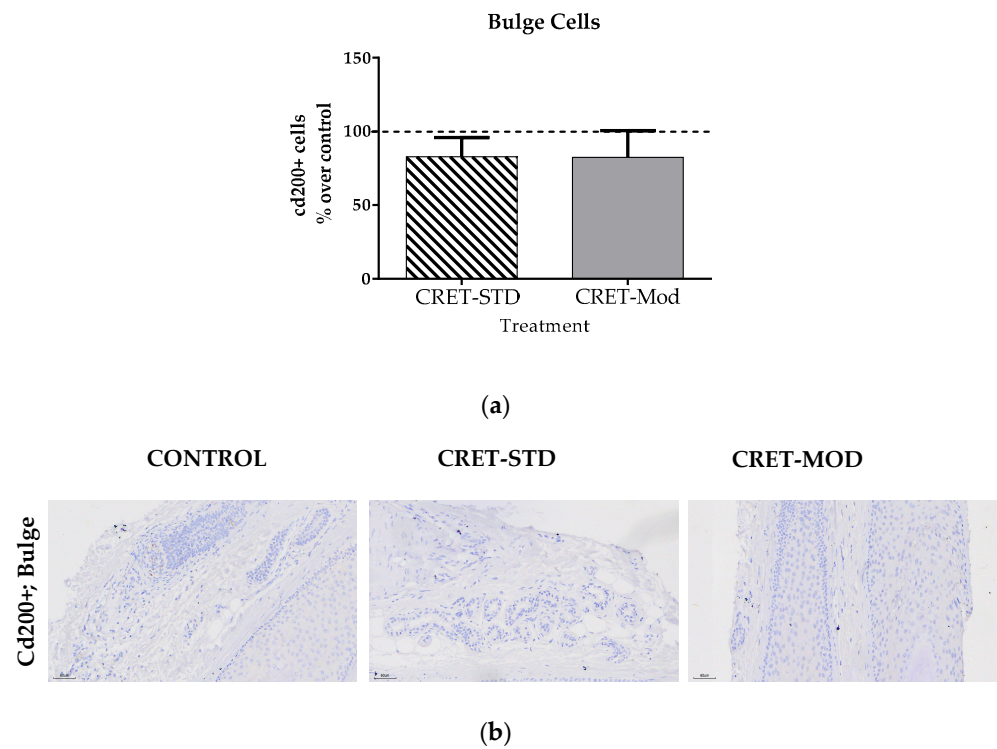 Bulge Cells
150
100
50
0
cd200+ cells
% over control
CRET-STD CRET-Mod
Treatment
(a)
CONTROL CRET-STD CRET-MOD
Cd200+; Bulge
(b)